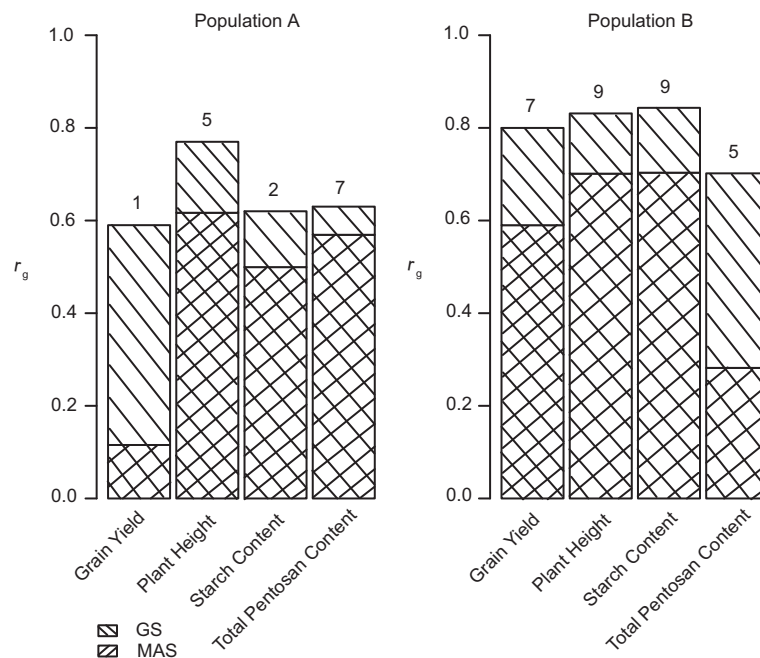 Population A
1.0
0.8
0.6
0.4
0.2
0.0
rg
1
5
2
7
Grain Yield
Plant Height
Starch Content
Total Pentosan Content
GS
MAS
Population B
1.0
0.8
0.6
0.4
0.2
0.0
rg
7
9
9
5
Grain Yield
Plant Height
Starch Content
Total Pentosan Content